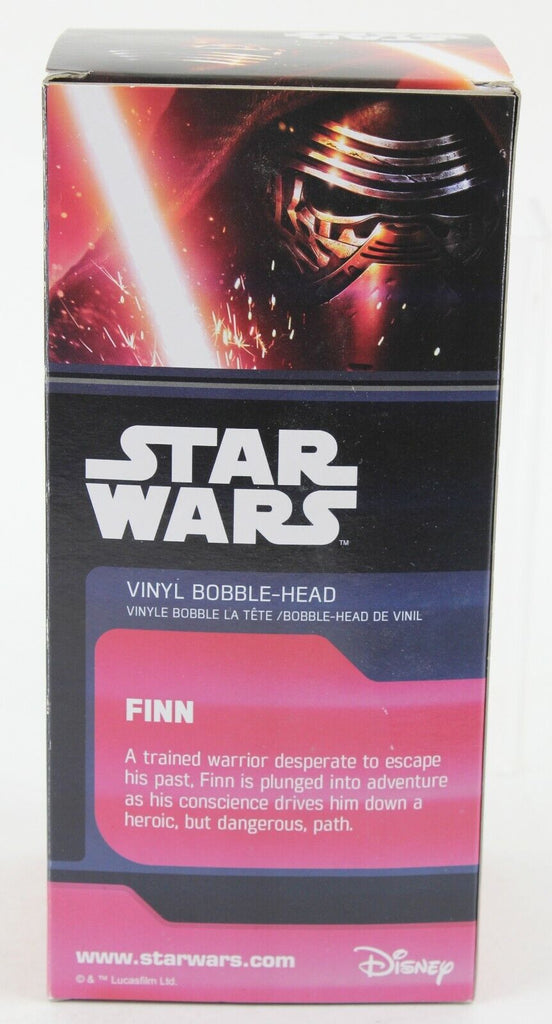 STAR
WARS™
VINYL BOBBLE-HEAD
VINYLE BOBBLE LA TÊTE /BOBBLE-HEAD DE VINIL
FINN
A trained warrior desperate to escape
his past, Finn is plunged into adventure
as his conscience drives him down a
heroic, but dangerous, path.
www.starwars.com
© & ™ Lucasfilm Ltd.
Disney